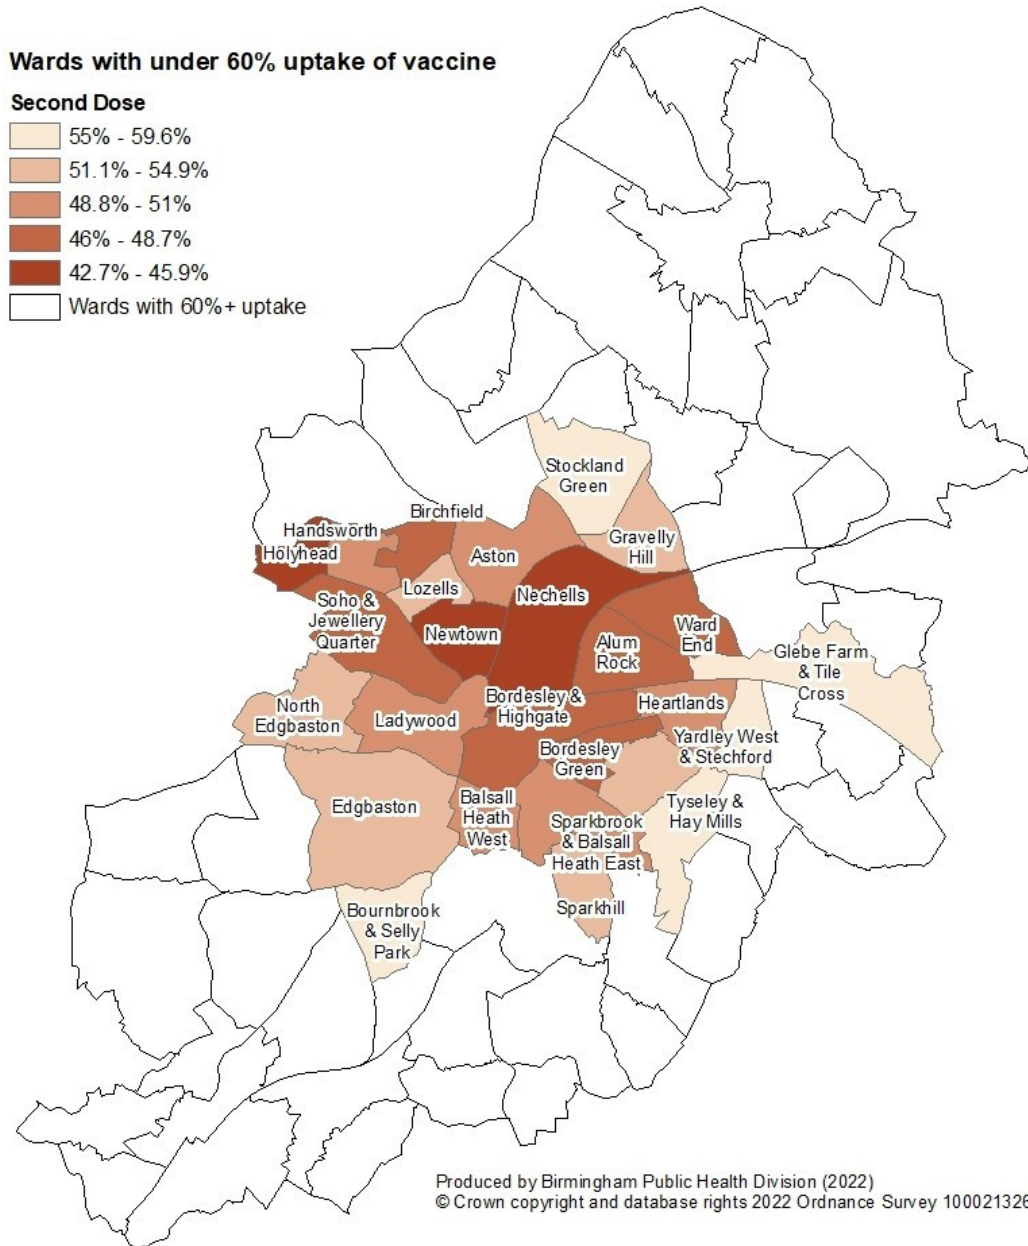 Wards with under 60% uptake of vaccine
Second Dose
55% - 59.6%
51.1% - 54.9%
48.8% - 51%
46% - 48.7%
42.7% - 45.9%
Wards with 60%+ uptake
Stockland
Green
Birchfield
Handsworth
Holyhead
Aston
Gravelly
Hill
Lozells
Nechells
Soho &
Jewellery
Quarter
Newtown
Alum
Rock
Ward
End
Glebe Farm
& Tile
Cross
North
Edgbaston
Ladywood
Bordesley &
Highgate
Heartlands
Bordesley
Green
Yardley West
& Stechford
Edgbaston
Balsall
Heath
West
Sparkbrook
& Balsall
Heath East
Tyseley &
Hay Mills
Bournbrook
& Selly
Park
Sparkhill
Produced by Birmingham Public Health Division (2022)
© Crown copyright and database rights 2022 Ordnance Survey 100021326